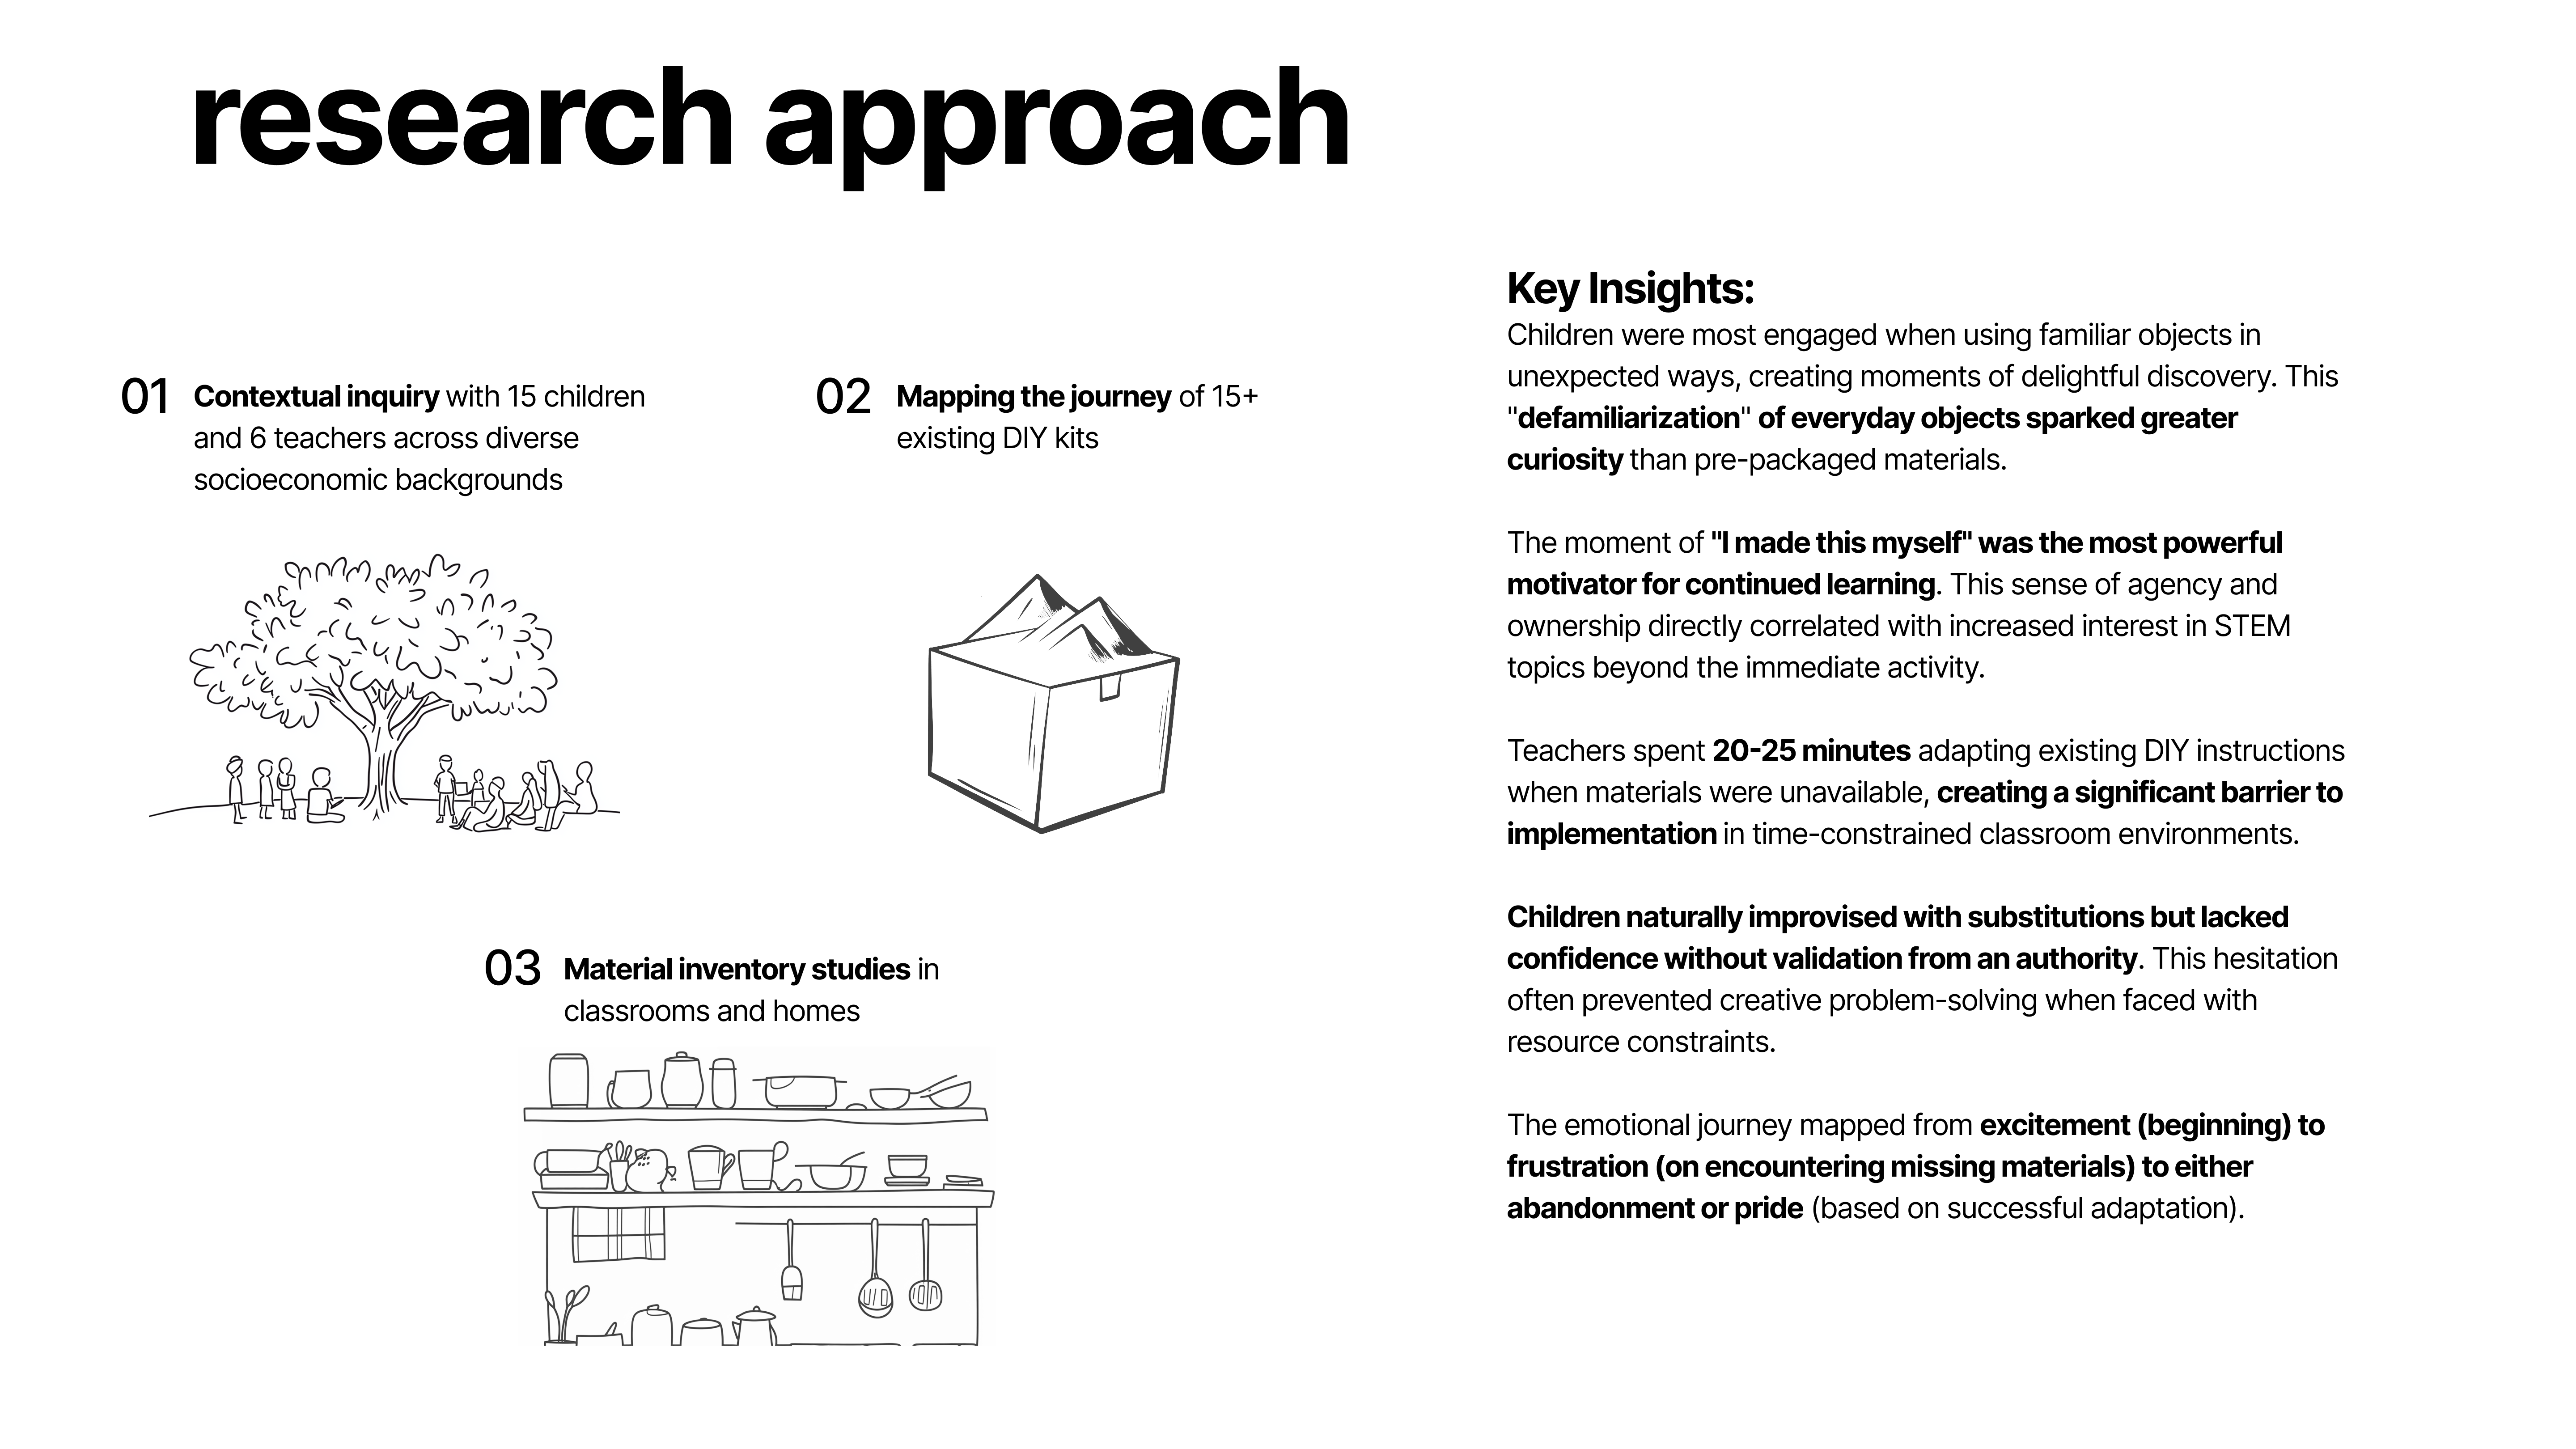 research approach
01 Contextual inquiry with 15 children
and 6 teachers across diverse
socioeconomic backgrounds
02 Mapping the journey of 15+
existing DIY kits
03 Material inventory studies in
classrooms and homes
Key Insights:
Children were most engaged when using familiar objects in
unexpected ways, creating moments of delightful discovery. This
"defamiliarization" of everyday objects sparked greater
curiosity than pre-packaged materials.
The moment of "I made this myself" was the most powerful
motivator for continued learning. This sense of agency and
ownership directly correlated with increased interest in STEM
topics beyond the immediate activity.
Teachers spent 20-25 minutes adapting existing DIY instructions
when materials were unavailable, creating a significant barrier to
implementation in time-constrained classroom environments.
Children naturally improvised with substitutions but lacked
confidence without validation from an authority. This hesitation
often prevented creative problem-solving when faced with
resource constraints.
The emotional journey mapped from excitement (beginning) to
frustration (on encountering missing materials) to either
abandonment or pride (based on successful adaptation).